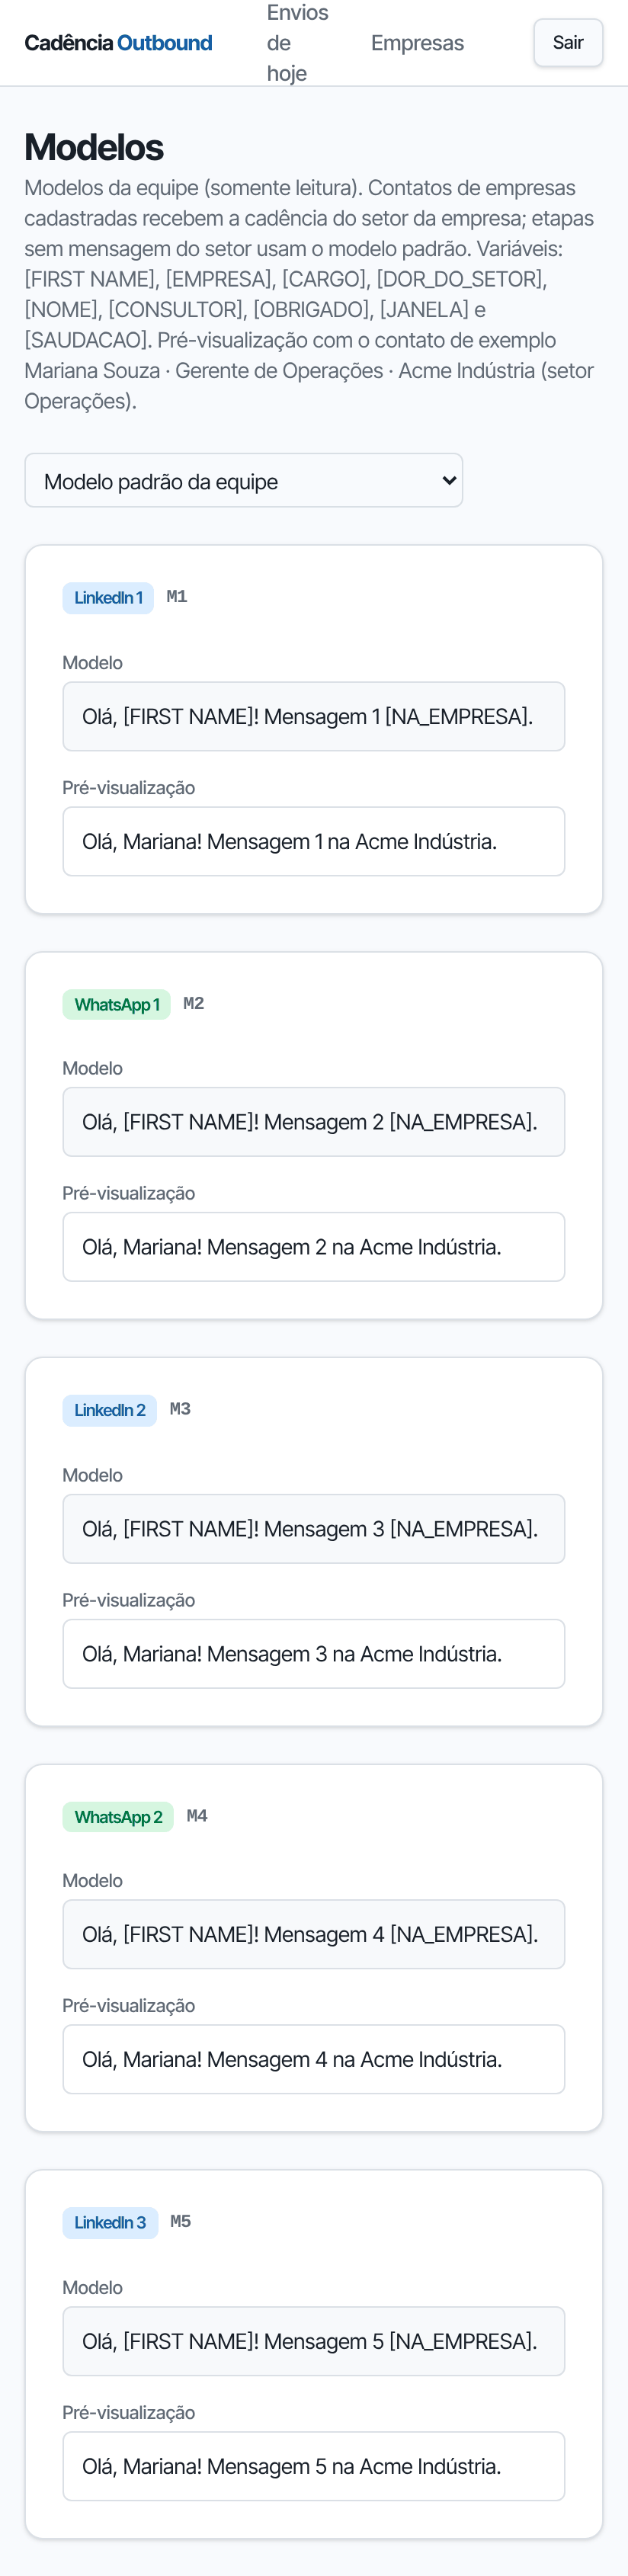 Cadência Outbound
Envios
de
hoje
Empresas
Sair
Modelos
Modelos da equipe (somente leitura). Contatos de empresas
cadastradas recebem a cadência do setor da empresa; etapas
sem mensagem do setor usam o modelo padrão. Variáveis:
[FIRST NAME], [EMPRESA], [CARGO], [DOR_DO_SETOR],
[NOME], [CONSULTOR], [OBRIGADO], [JANELA] e
[SAUDACAO]. Pré-visualização com o contato de exemplo
Mariana Souza · Gerente de Operações · Acme Indústria (setor
Operações).
Modelo padrão da equipe
LinkedIn 1 M1
Modelo
Olá, [FIRST NAME]! Mensagem 1 [NA_EMPRESA].
Pré-visualização
Olá, Mariana! Mensagem 1 na Acme Indústria.
WhatsApp 1 M2
Modelo
Olá, [FIRST NAME]! Mensagem 2 [NA_EMPRESA].
Pré-visualização
Olá, Mariana! Mensagem 2 na Acme Indústria.
LinkedIn 2 M3
Modelo
Olá, [FIRST NAME]! Mensagem 3 [NA_EMPRESA].
Pré-visualização
Olá, Mariana! Mensagem 3 na Acme Indústria.
WhatsApp 2 M4
Modelo
Olá, [FIRST NAME]! Mensagem 4 [NA_EMPRESA].
Pré-visualização
Olá, Mariana! Mensagem 4 na Acme Indústria.
LinkedIn 3 M5
Modelo
Olá, [FIRST NAME]! Mensagem 5 [NA_EMPRESA].
Pré-visualização
Olá, Mariana! Mensagem 5 na Acme Indústria.